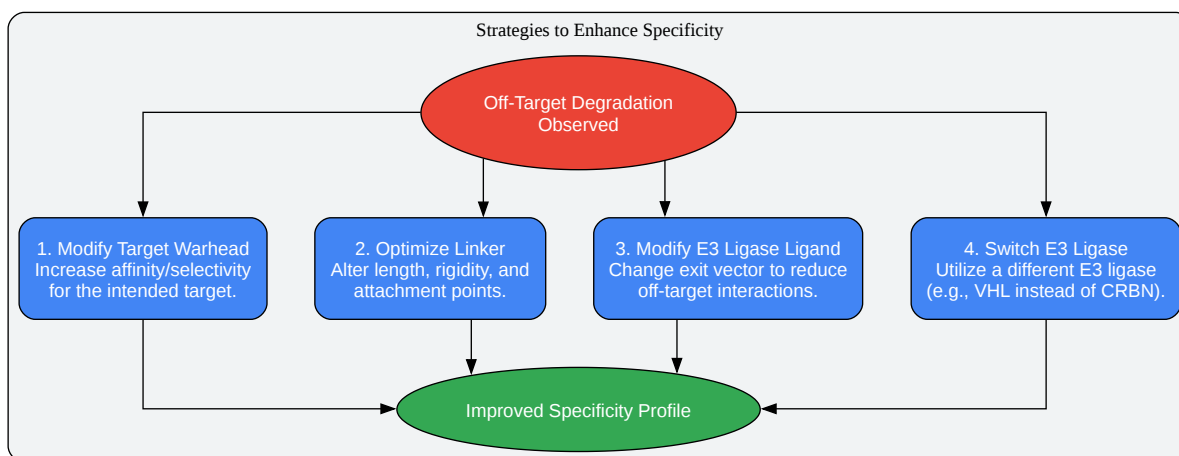 Strategies to Enhance Specificity
Off-Target Degradation
Observed
1. Modify Target Warhead
Increase affinity/selectivity
for the intended target.
2. Optimize Linker
Alter length, rigidity, and
attachment points.
3. Modify E3 Ligase Ligand
Change exit vector to reduce
off-target interactions.
4. Switch E3 Ligase
Utilize a different E3 ligase
(e.g., VHL instead of CRBN).
Improved Specificity Profile